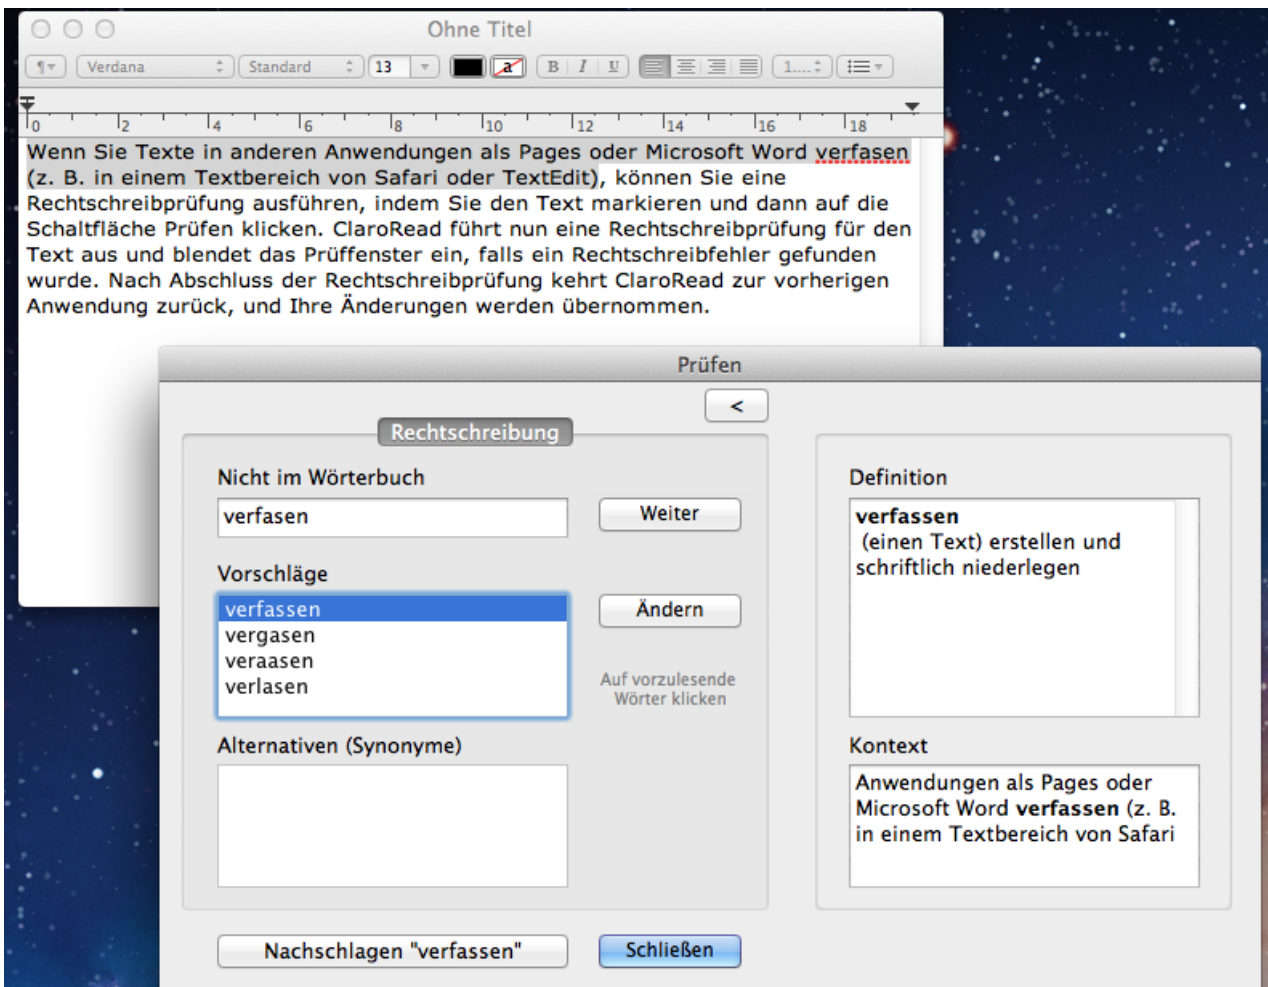 Ohne Titel
¶ Verdana Standard 13 a B I U 1....
0 2 4 6 8 10 12 14 16 18
Wenn Sie Texte in anderen Anwendungen als Pages oder Microsoft Word verfasen
(z. B. in einem Textbereich von Safari oder TextEdit), können Sie eine
Rechtschreibprüfung ausführen, indem Sie den Text markieren und dann auf die
Schaltfläche Prüfen klicken. ClaroRead führt nun eine Rechtschreibprüfung für den
Text aus und blendet das Prüffenster ein, falls ein Rechtschreibfehler gefunden
wurde. Nach Abschluss der Rechtschreibprüfung kehrt ClaroRead zur vorherigen
Anwendung zurück, und Ihre Änderungen werden übernommen.
Prüfen
<
Rechtschreibung
Nicht im Wörterbuch
verfasen
Weiter
Vorschläge
verfassen
vergasen
veraasen
verlasen
Ändern
Auf vorzulesende
Wörter klicken
Alternativen (Synonyme)
Nachschlagen "verfassen"
Schließen
Definition
verfassen
(einen Text) erstellen und
schriftlich niederlegen
Kontext
Anwendungen als Pages oder
Microsoft Word verfassen (z. B.
in einem Textbereich von Safari